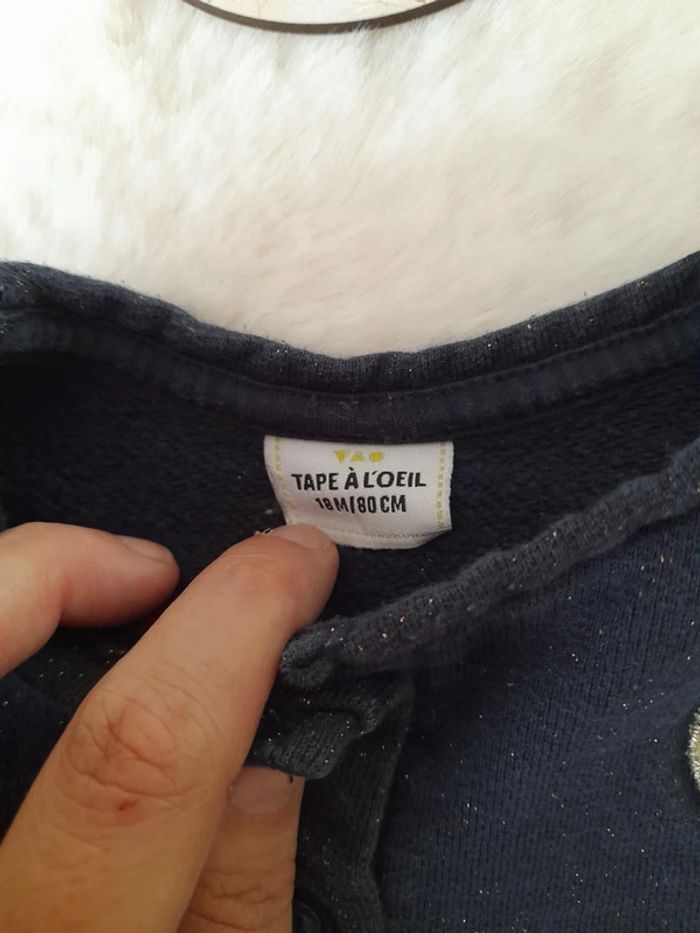 TAO
TAPE À L'OEIL
18M/80CM